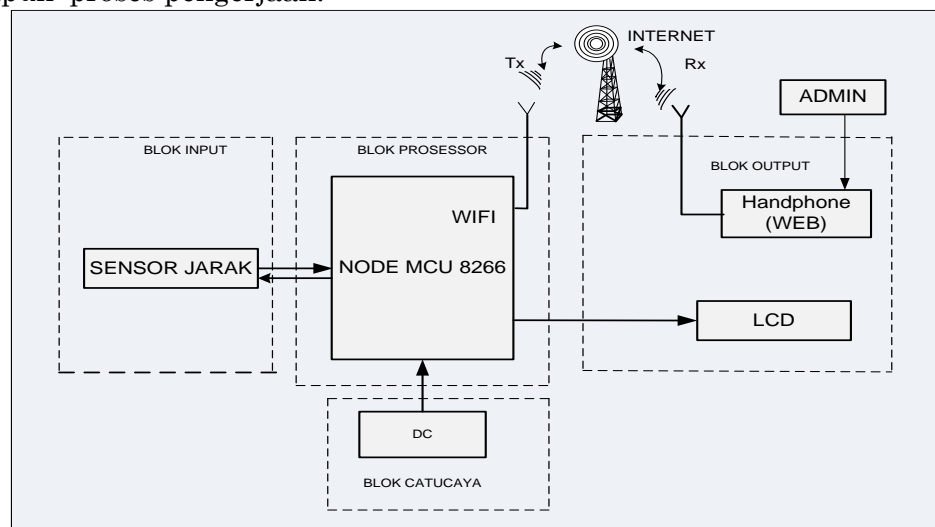 proses pengerjaan.
INTERNET
Tx
Rx
ADMIN
BLOK INPUT
BLOK PROSESSOR
BLOK OUTPUT
WIFI
Handphone
(WEB)
SENSOR JARAK
NODE MCU 8266
LCD
DC
BLOK CATUCAYA